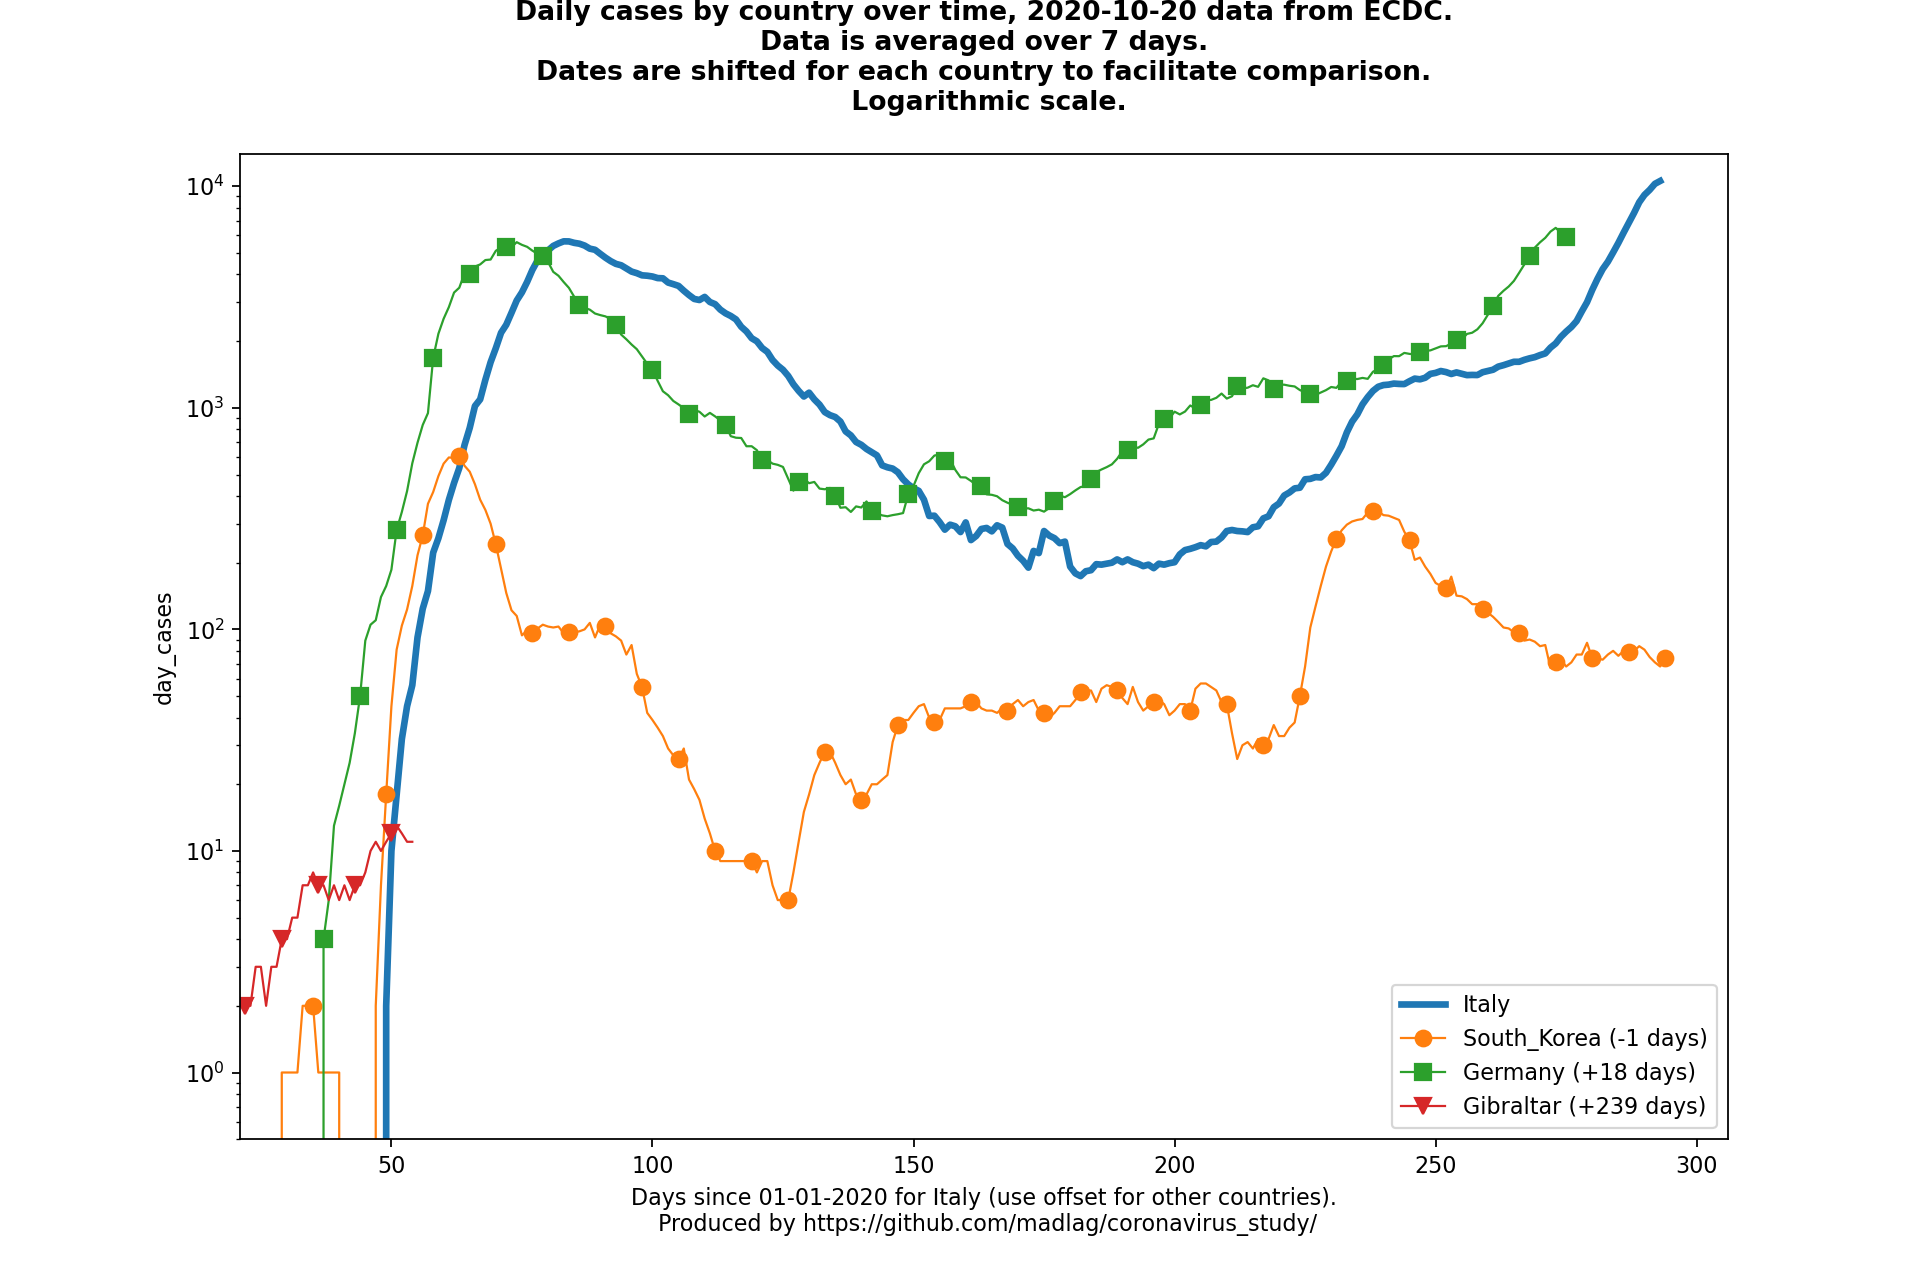 Daily cases by country over time, 2020-10-20 data from ECDC.
Data is averaged over 7 days.
Dates are shifted for each country to facilitate comparison.
Logarithmic scale.
10⁴
10³
10²
10¹
10⁰
day_cases
50 100 150 200 250 300
Italy
South_Korea (-1 days)
Germany (+18 days)
Gibraltar (+239 days)
Days since 01-01-2020 for Italy (use offset for other countries).
Produced by https://github.com/madlag/coronavirus_study/